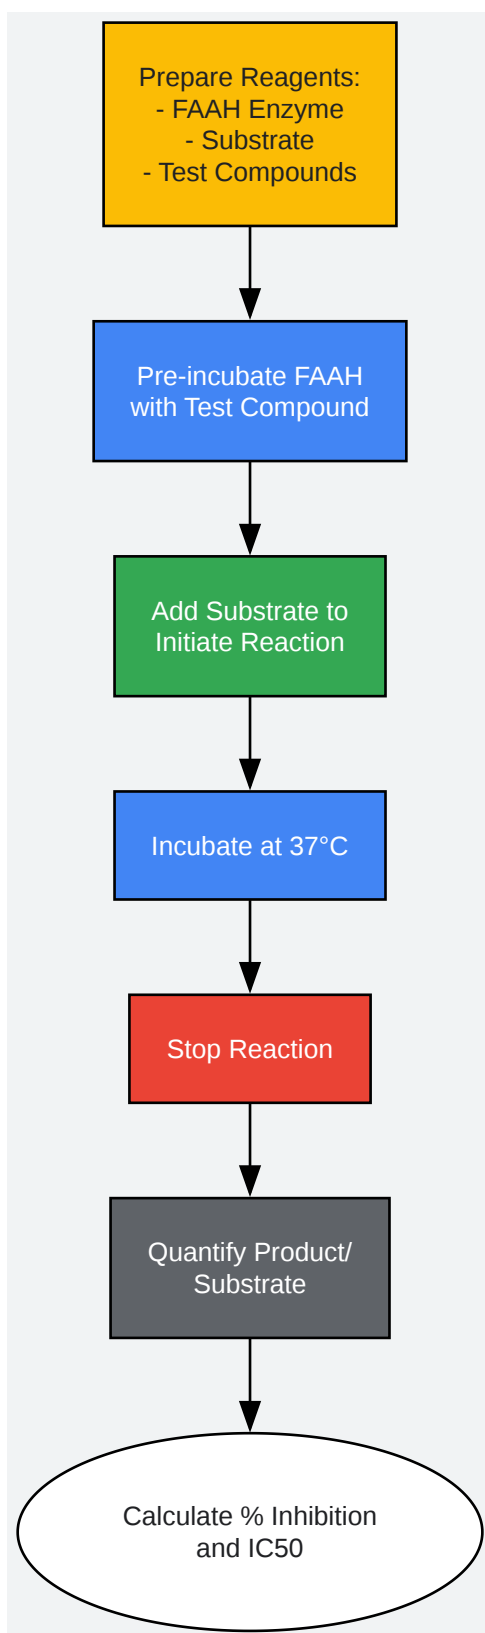 Prepare Reagents:
- FAAH Enzyme
- Substrate
- Test Compounds
Pre-incubate FAAH
with Test Compound
Add Substrate to
Initiate Reaction
Incubate at 37°C
Stop Reaction
Quantify Product/
Substrate
Calculate % Inhibition
and IC50